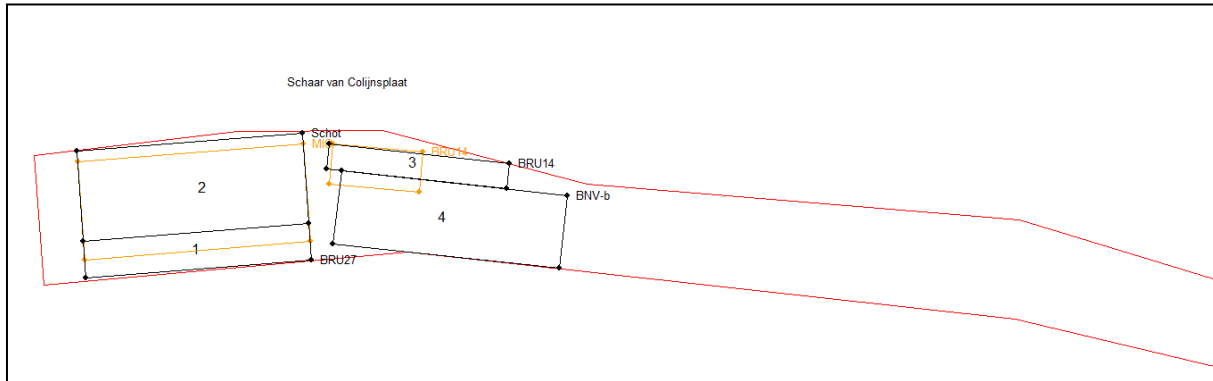 Schaar van Colijnsplaat
Schot
BRU14
3
BRU14
2
BNV-b
4
1
BRU27